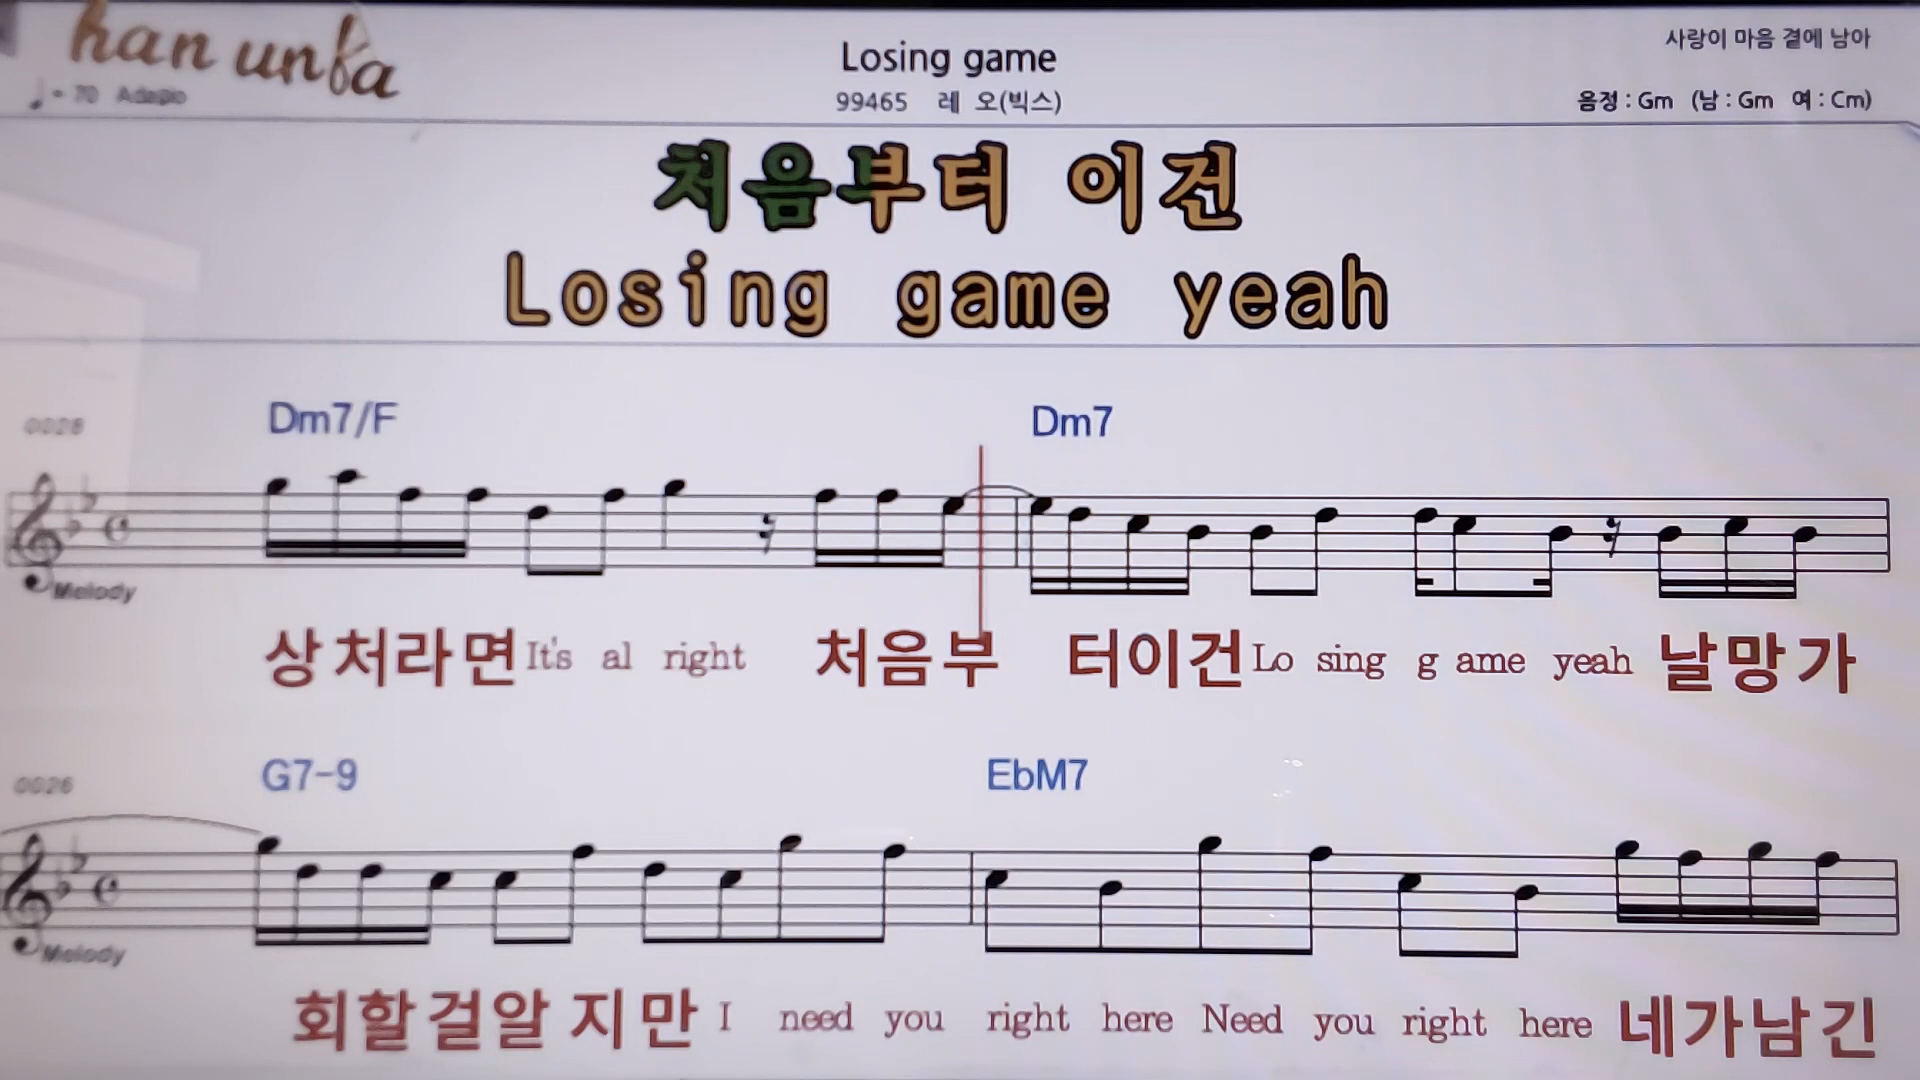 han unba
Losing game
사랑이 마음 곁에 남아
♩= 70 Adagio
99465 레 오(빅스)
음정 : Gm (남 : Gm 여 : Cm)
처음부터 이건
Losing game yeah
0028
Dm7/F Dm7
Melody
상처라면 It's al right 처음부 터이건 Lo sing g ame yeah 날망가
0026
G7-9 EbM7
Melody
회할걸알 지만 I need you right here Need you right here 네가남긴